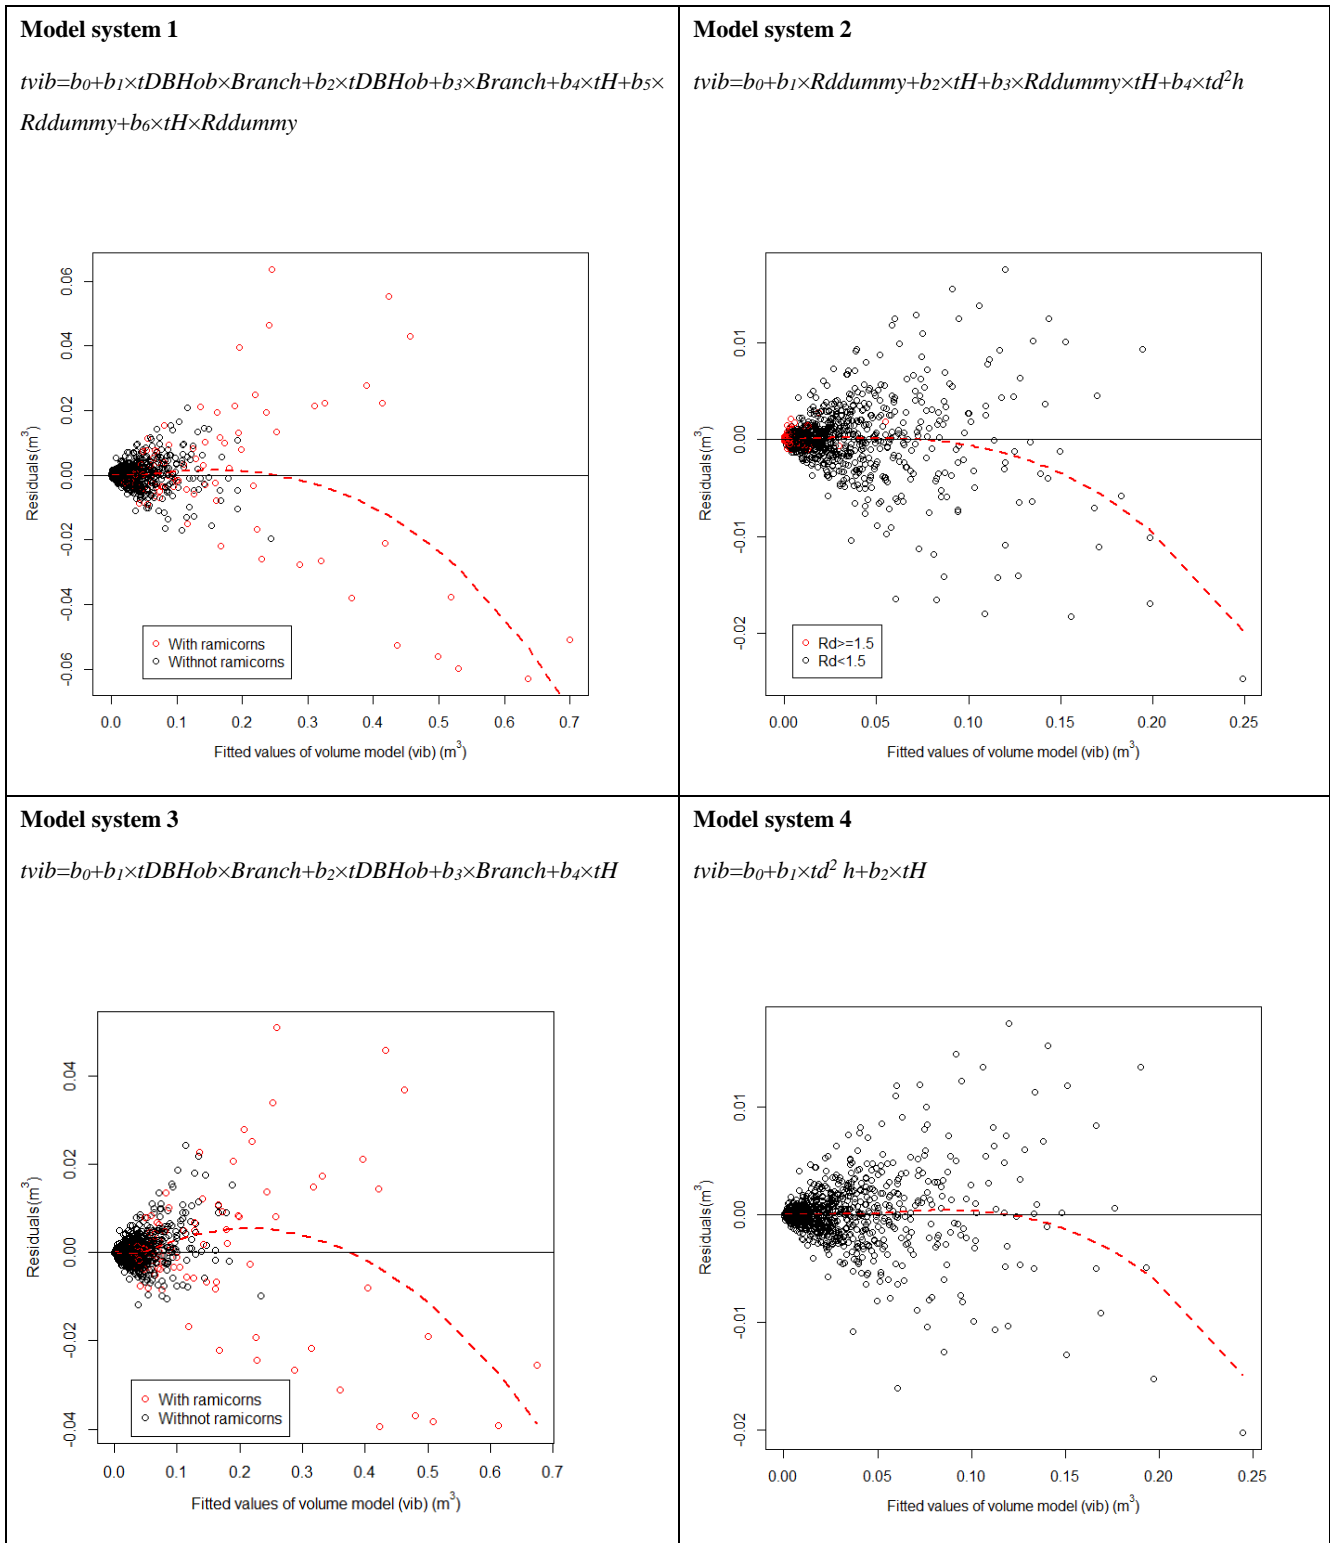 Model system 1
tvib=b₀+b₁×tDBHob×Branch+b₂×tDBHob+b₃×Branch+b₄×tH+b₅×
Rddummy+b₆×tH×Rddummy
0.06
0.04
0.02
0.00
-0.02
-0.04
-0.06
Residuals(m³)
With ramicorns
Withnot ramicorns
0.0 0.1 0.2 0.3 0.4 0.5 0.6 0.7
Fitted values of volume model (vib) (m³)
Model system 2
tvib=b₀+b₁×Rddummy+b₂×tH+b₃×Rddummy×tH+b₄×td²h
0.01
0.00
-0.01
-0.02
Residuals(m³)
Rd>=1.5
Rd<1.5
0.00 0.05 0.10 0.15 0.20 0.25
Fitted values of volume model (vib) (m³)
Model system 3
tvib=b₀+b₁×tDBHob×Branch+b₂×tDBHob+b₃×Branch+b₄×tH
0.04
0.02
0.00
-0.02
-0.04
Residuals(m³)
With ramicorns
Withnot ramicorns
0.0 0.1 0.2 0.3 0.4 0.5 0.6 0.7
Fitted values of volume model (vib) (m³)
Model system 4
tvib=b₀+b₁×td² h+b₂×tH
0.01
0.00
-0.01
-0.02
Residuals(m³)
0.00 0.05 0.10 0.15 0.20 0.25
Fitted values of volume model (vib) (m³)